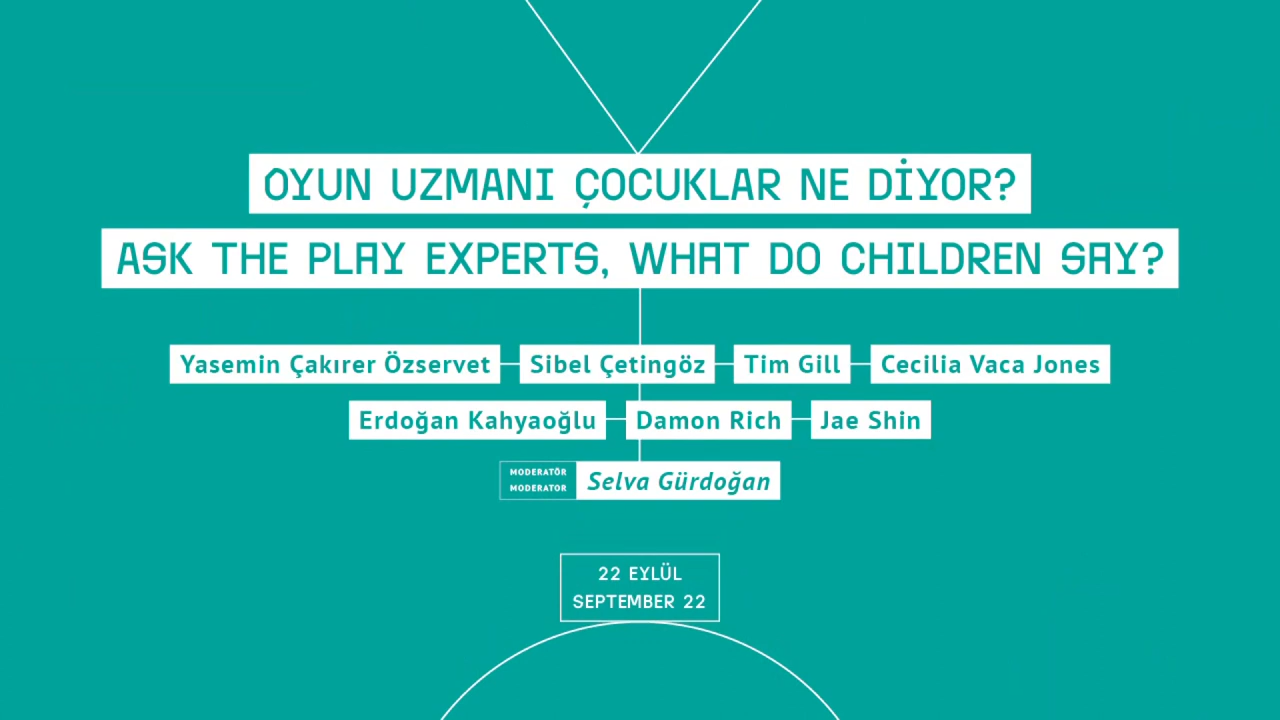 OYUN UZMANI ÇOCUKLAR NE DİYOR?
ASK THE PLAY EXPERTS, WHAT DO CHILDREN SAY?
Yasemin Çakırer Özservet Sibel Çetingöz Tim Gill Cecilia Vaca Jones
Erdoğan Kahyaoğlu Damon Rich Jae Shin
MODERATÖR
MODERATOR
Selva Gürdoğan
22 EYLÜL
SEPTEMBER 22